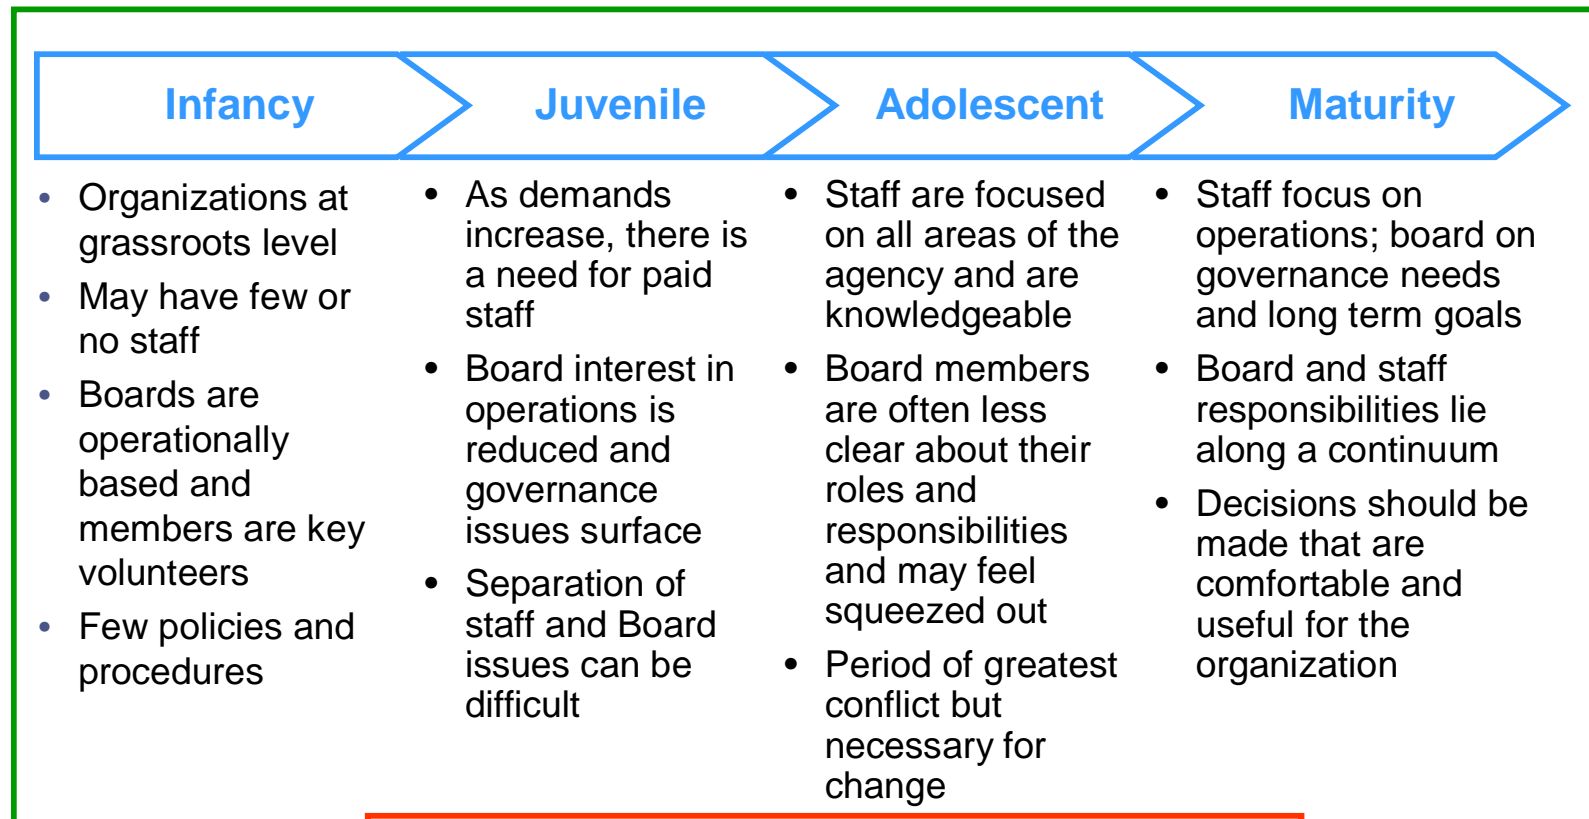 Infancy
Juvenile
Adolescent
Maturity
• Organizations at
grassroots level
• May have few or
no staff
• Boards are
operationally
based and
members are key
volunteers
• Few policies and
procedures
• As demands
increase, there is
a need for paid
staff
• Board interest in
operations is
reduced and
governance
issues surface
• Separation of
staff and Board
issues can be
difficult
• Staff are focused
on all areas of the
agency and are
knowledgeable
• Board members
are often less
clear about their
roles and
responsibilities
and may feel
squeezed out
• Period of greatest
conflict but
necessary for
change
• Staff focus on
operations; board on
governance needs
and long term goals
• Board and staff
responsibilities lie
along a continuum
• Decisions should be
made that are
comfortable and
useful for the
organization